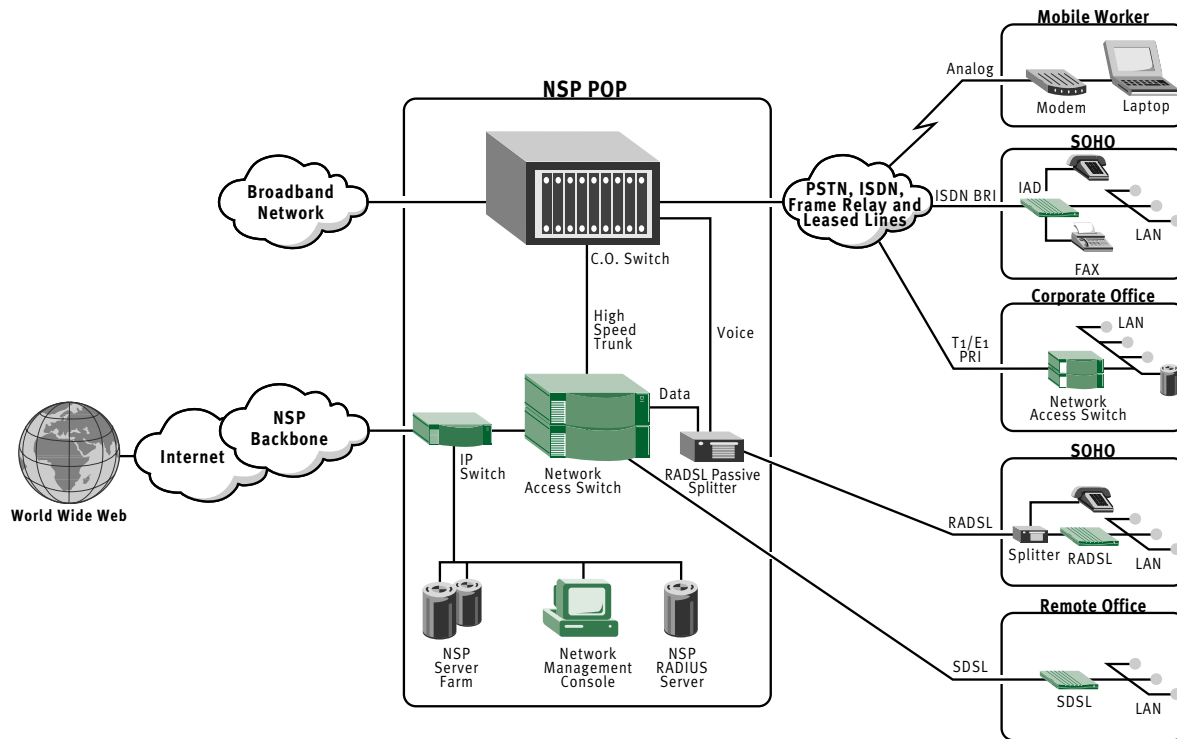 Mobile Worker
Analog
Modem
Laptop
NSP POP
SOHO
Broadband
Network
PSTN, ISDN,
Frame Relay and
Leased Lines
ISDN BRI
IAD
LAN
FAX
C.O. Switch
Corporate Office
High
Speed
Trunk
Voice
LAN
T1/E1
PRI
Network
Access Switch
Data
NSP
Backbone
Internet
IP
Switch
Network
Access Switch
RADSL Passive
Splitter
SOHO
World Wide Web
RADSL
Splitter
RADSL
LAN
Remote Office
NSP
Server
Farm
Network
Management
Console
NSP
RADIUS
Server
SDSL
SDSL
LAN